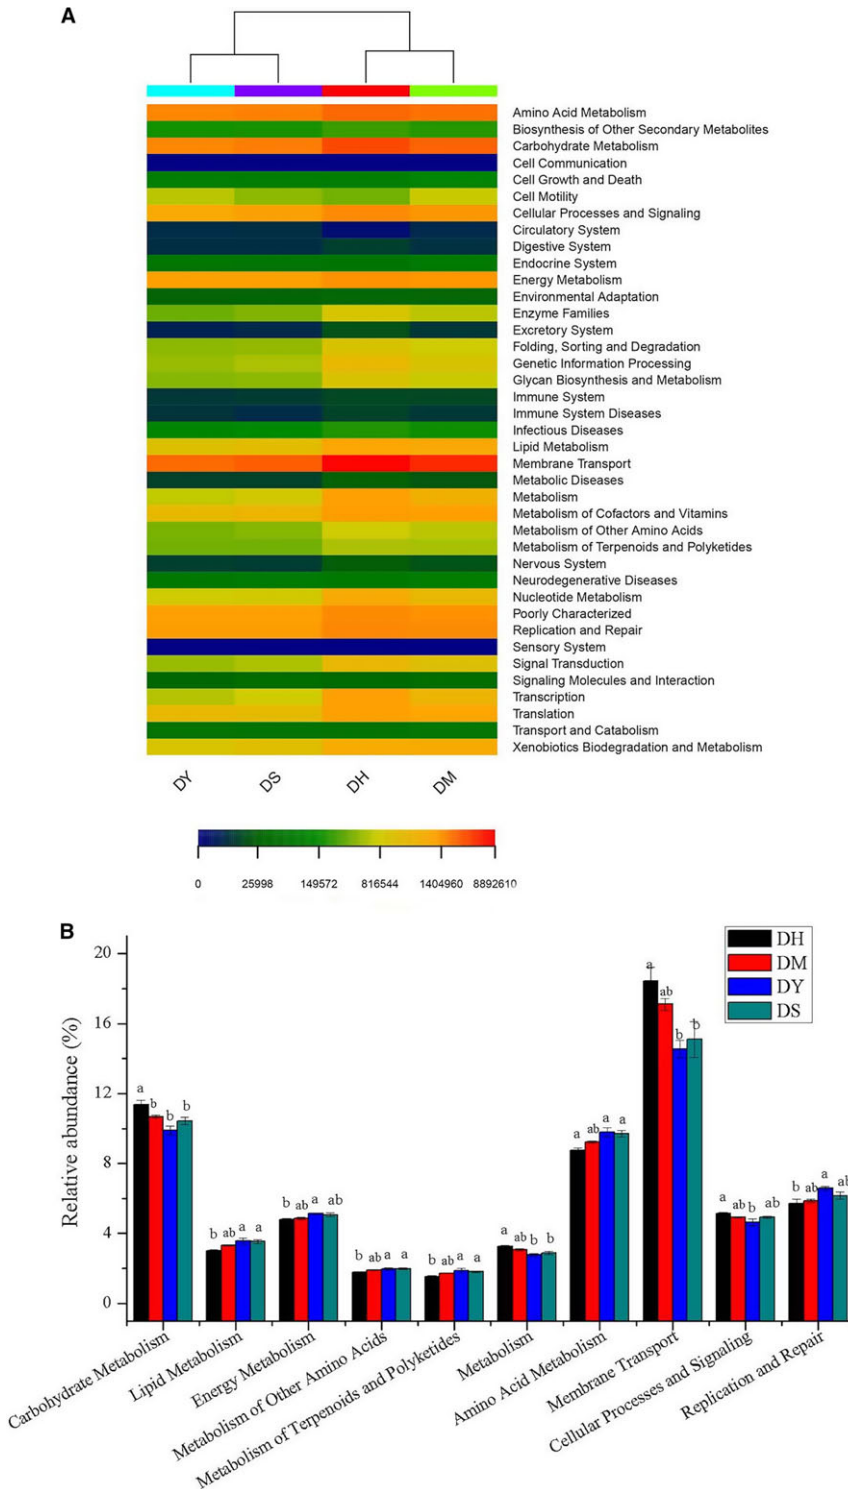 A
Amino Acid Metabolism
Biosynthesis of Other Secondary Metabolites
Carbohydrate Metabolism
Cell Communication
Cell Growth and Death
Cell Motility
Cellular Processes and Signaling
Circulatory System
Digestive System
Endocrine System
Energy Metabolism
Environmental Adaptation
Enzyme Families
Excretory System
Folding, Sorting and Degradation
Genetic Information Processing
Glycan Biosynthesis and Metabolism
Immune System
Immune System Diseases
Infectious Diseases
Lipid Metabolism
Membrane Transport
Metabolic Diseases
Metabolism
Metabolism of Cofactors and Vitamins
Metabolism of Other Amino Acids
Metabolism of Terpenoids and Polyketides
Nervous System
Neurodegenerative Diseases
Nucleotide Metabolism
Poorly Characterized
Replication and Repair
Sensory System
Signal Transduction
Signaling Molecules and Interaction
Transcription
Translation
Transport and Catabolism
Xenobiotics Biodegradation and Metabolism
DY DS DH DM
0 25998 149572 816544 1404960 8892610
B
DH
DM
DY
DS
Relative abundance (%)
20
16
12
8
4
0
a b b b
b ab a a
b ab a ab
b ab a a
b ab a a
a ab b b
a ab a a
a ab b b
a ab b ab
b ab a ab
Carbohydrate Metabolism
Lipid Metabolism
Energy Metabolism
Metabolism of Other Amino Acids
Metabolism of Terpenoids and Polyketides
Metabolism
Amino Acid Metabolism
Membrane Transport
Cellular Processes and Signaling
Replication and Repair